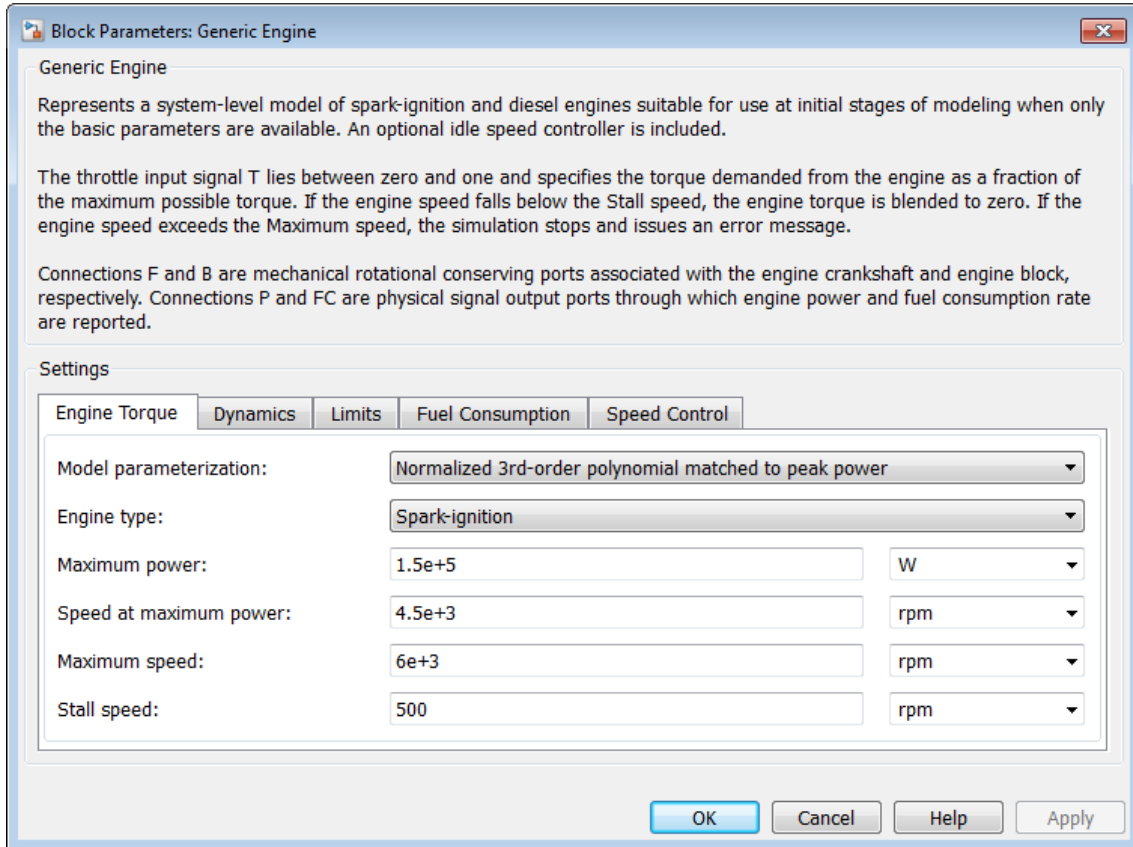 Block Parameters: Generic Engine
Generic Engine
Represents a system-level model of spark-ignition and diesel engines suitable for use at initial stages of modeling when only
the basic parameters are available. An optional idle speed controller is included.
The throttle input signal T lies between zero and one and specifies the torque demanded from the engine as a fraction of
the maximum possible torque. If the engine speed falls below the Stall speed, the engine torque is blended to zero. If the
engine speed exceeds the Maximum speed, the simulation stops and issues an error message.
Connections F and B are mechanical rotational conserving ports associated with the engine crankshaft and engine block,
respectively. Connections P and FC are physical signal output ports through which engine power and fuel consumption rate
are reported.
Settings
Engine Torque Dynamics Limits Fuel Consumption Speed Control
Model parameterization: Normalized 3rd-order polynomial matched to peak power
Engine type: Spark-ignition
Maximum power: 1.5e+5 W
Speed at maximum power: 4.5e+3 rpm
Maximum speed: 6e+3 rpm
Stall speed: 500 rpm
OK Cancel Help Apply